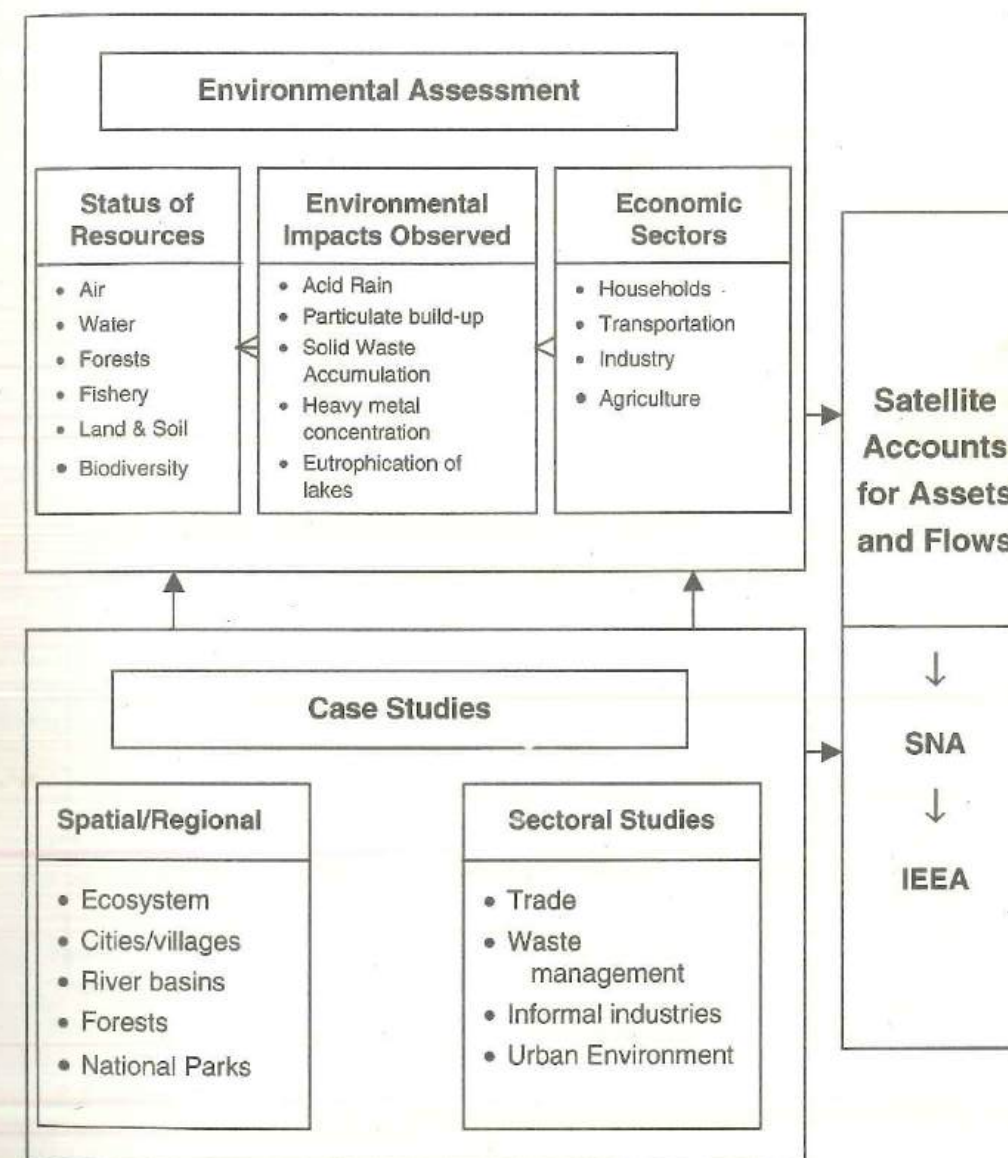 Environmental Assessment
Status of
Resources
• Air
• Water
• Forests
• Fishery
• Land & Soil
• Biodiversity
Environmental
Impacts Observed
• Acid Rain
• Particulate build-up
• Solid Waste
Accumulation
• Heavy metal
concentration
• Eutrophication of
lakes
Economic
Sectors
• Households
• Transportation
• Industry
• Agriculture
Satellite
Accounts
for Assets
and Flows
↓
SNA
↓
IEEA
Case Studies
Spatial/Regional
• Ecosystem
• Cities/villages
• River basins
• Forests
• National Parks
Sectoral Studies
• Trade
• Waste
management
• Informal industries
• Urban Environment